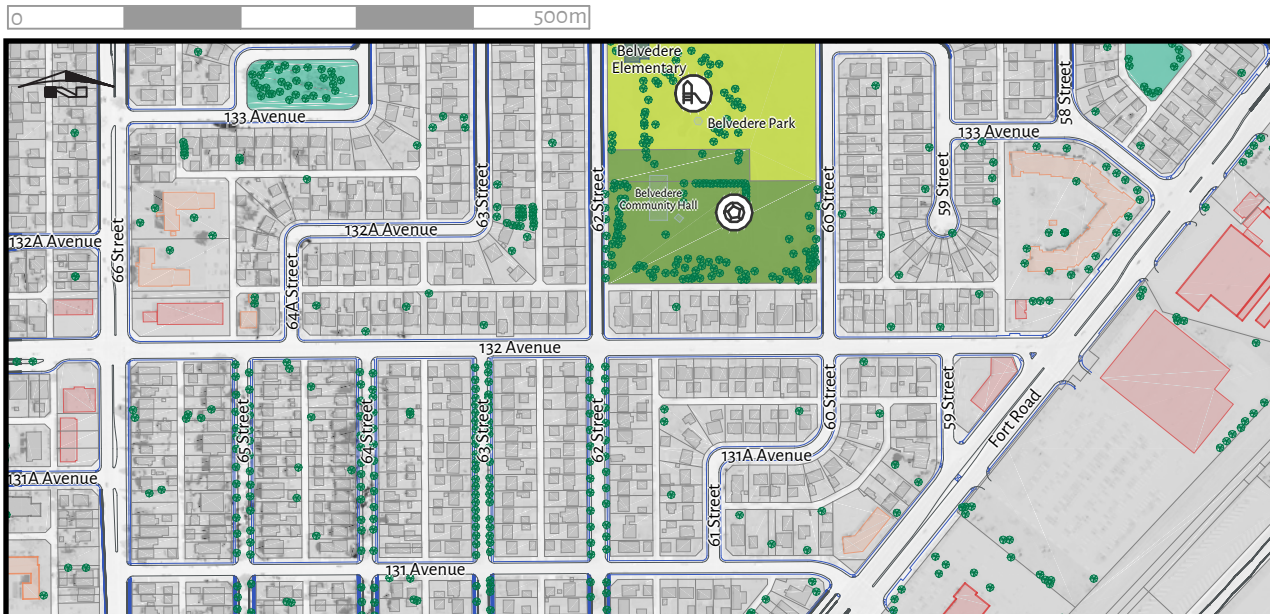 0 500m
Belvedere
Elementary
58 Street
133 Avenue
Belvedere Park
133 Avenue
63 Street
62 Street
Belvedere
Community Hall
60 Street
59 Street
132A Avenue
66 Street
132A Avenue
64A Street
132 Avenue
65 Street
64 Street
63 Street
62 Street
60 Street
59 Street
Fort Road
131A Avenue
131A Avenue
61 Street
131 Avenue